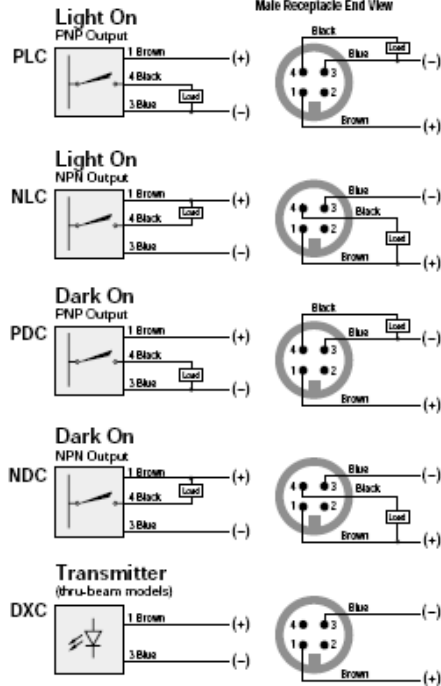 Male Receptacle End View
Light On
PNP Output
PLC
1 Brown
(+)
4 Black
Load
3 Blue
(−)
Black
Blue
Load
(−)
4
3
1
2
Brown
(+)
Light On
NPN Output
NLC
1 Brown
(+)
Load
4 Black
3 Blue
(−)
Blue
(−)
4
3
Black
1
2
Load
Brown
(+)
Dark On
PNP Output
PDC
1 Brown
(+)
4 Black
Load
3 Blue
(−)
Black
Blue
Load
(−)
4
3
1
2
Brown
(+)
Dark On
NPN Output
NDC
1 Brown
(+)
Load
4 Black
3 Blue
(−)
Blue
(−)
4
3
Black
1
2
Load
Brown
(+)
Transmitter
(thru-beam models)
DXC
1 Brown
(+)
3 Blue
(−)
Blue
(−)
4
3
1
2
Brown
(+)